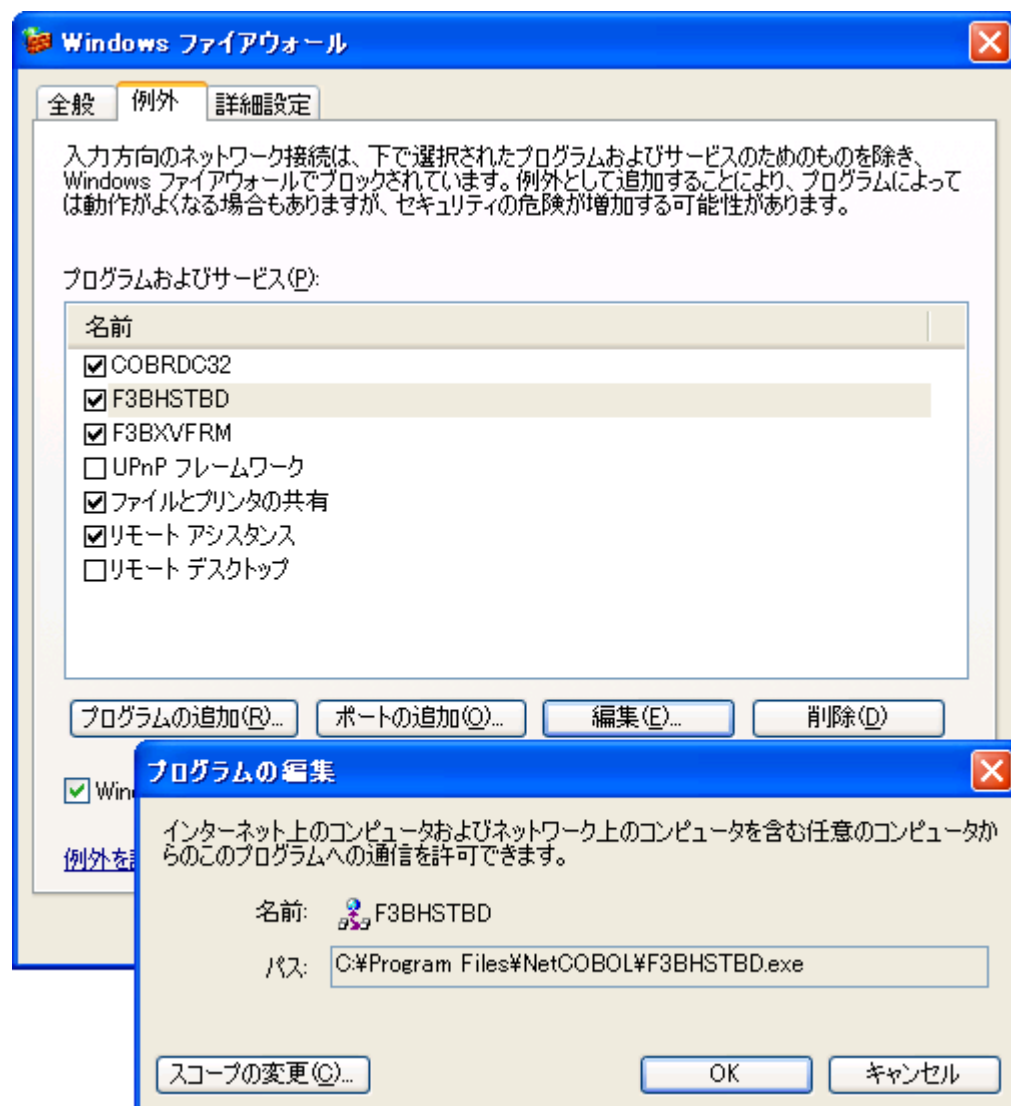 Windows ファイアウォール
全般 例外 詳細設定
入力方向のネットワーク接続は、下で選択されたプログラムおよびサービスのためのものを除き、
Windows ファイアウォールでブロックされています。例外として追加することにより、プログラムによって
は動作がよくなる場合もありますが、セキュリティの危険が増加する可能性があります。
プログラムおよびサービス(P):
名前
COBRDC32
F3BHSTBD
F3BXVFRM
UPnP フレームワーク
ファイルとプリンタの共有
リモート アシスタンス
リモート デスクトップ
プログラムの追加(R)... ポートの追加(O)... 編集(E)... 削除(D)
プログラムの編集
インターネット上のコンピュータおよびネットワーク上のコンピュータを含む任意のコンピュータか
らのこのプログラムへの通信を許可できます。
例外を
名前: F3BHSTBD
パス: C:¥Program Files¥NetCOBOL¥F3BHSTBD.exe
スコープの変更(C)... OK キャンセル